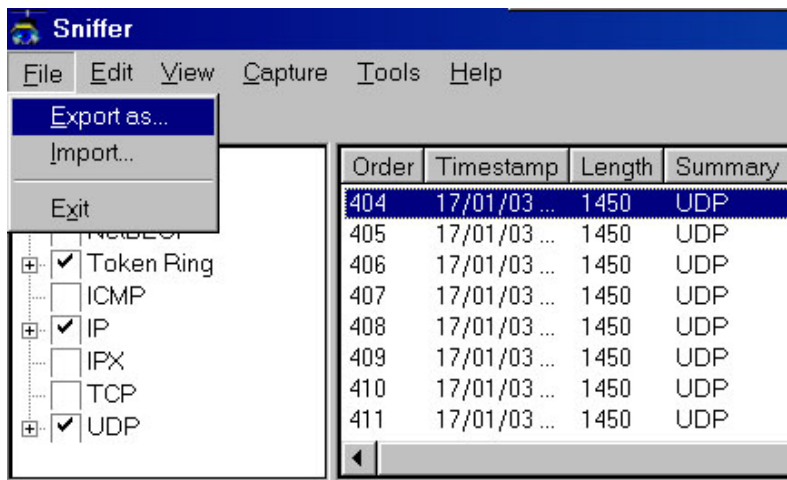 Sniffer
File Edit View Capture Tools Help
Export as...
Import...
Exit
Token Ring
ICMP
IP
IPX
TCP
UDP
Order Timestamp Length Summary
404 17/01/03 ... 1450 UDP
405 17/01/03 ... 1450 UDP
406 17/01/03 ... 1450 UDP
407 17/01/03 ... 1450 UDP
408 17/01/03 ... 1450 UDP
409 17/01/03 ... 1450 UDP
410 17/01/03 ... 1450 UDP
411 17/01/03 ... 1450 UDP